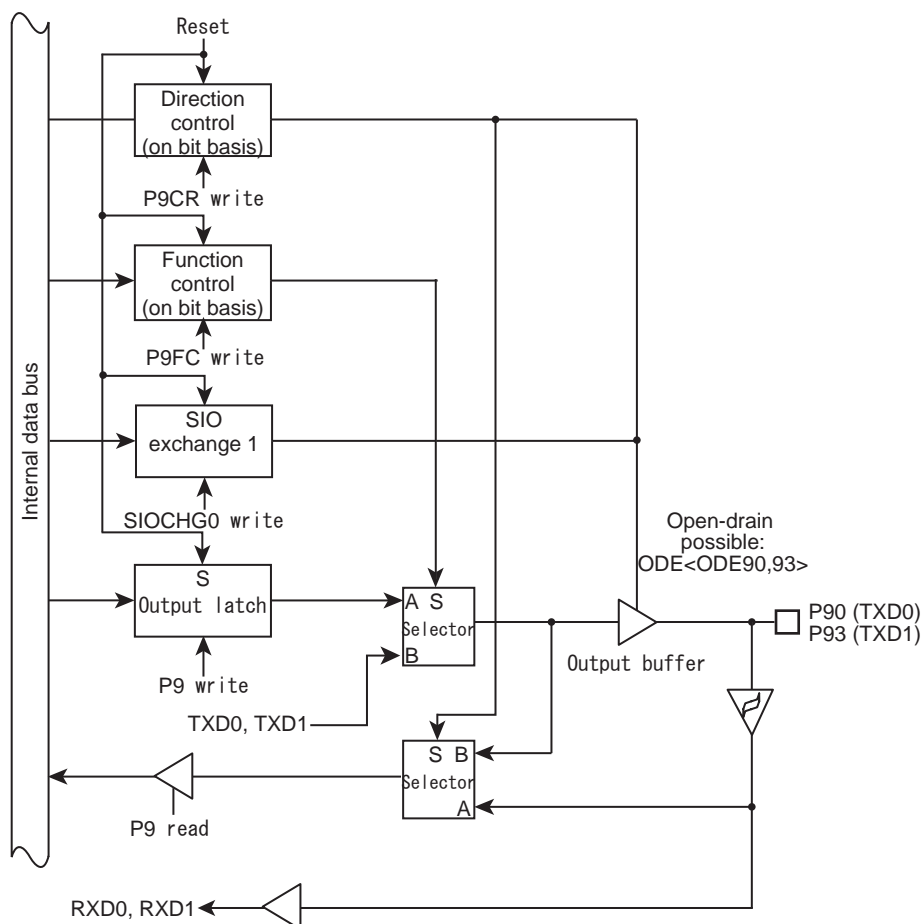 Reset
Direction
control
(on bit basis)
P9CR write
Function
control
(on bit basis)
P9FC write
Internal data bus
SIO
exchange 1
SIOCHG0 write
Open-drain
possible:
ODE<ODE90,93>
S
Output latch
A S
Selector
B
P90 (TXD0)
P93 (TXD1)
Output buffer
P9 write
TXD0, TXD1
S B
Selector
A
P9 read
RXD0, RXD1